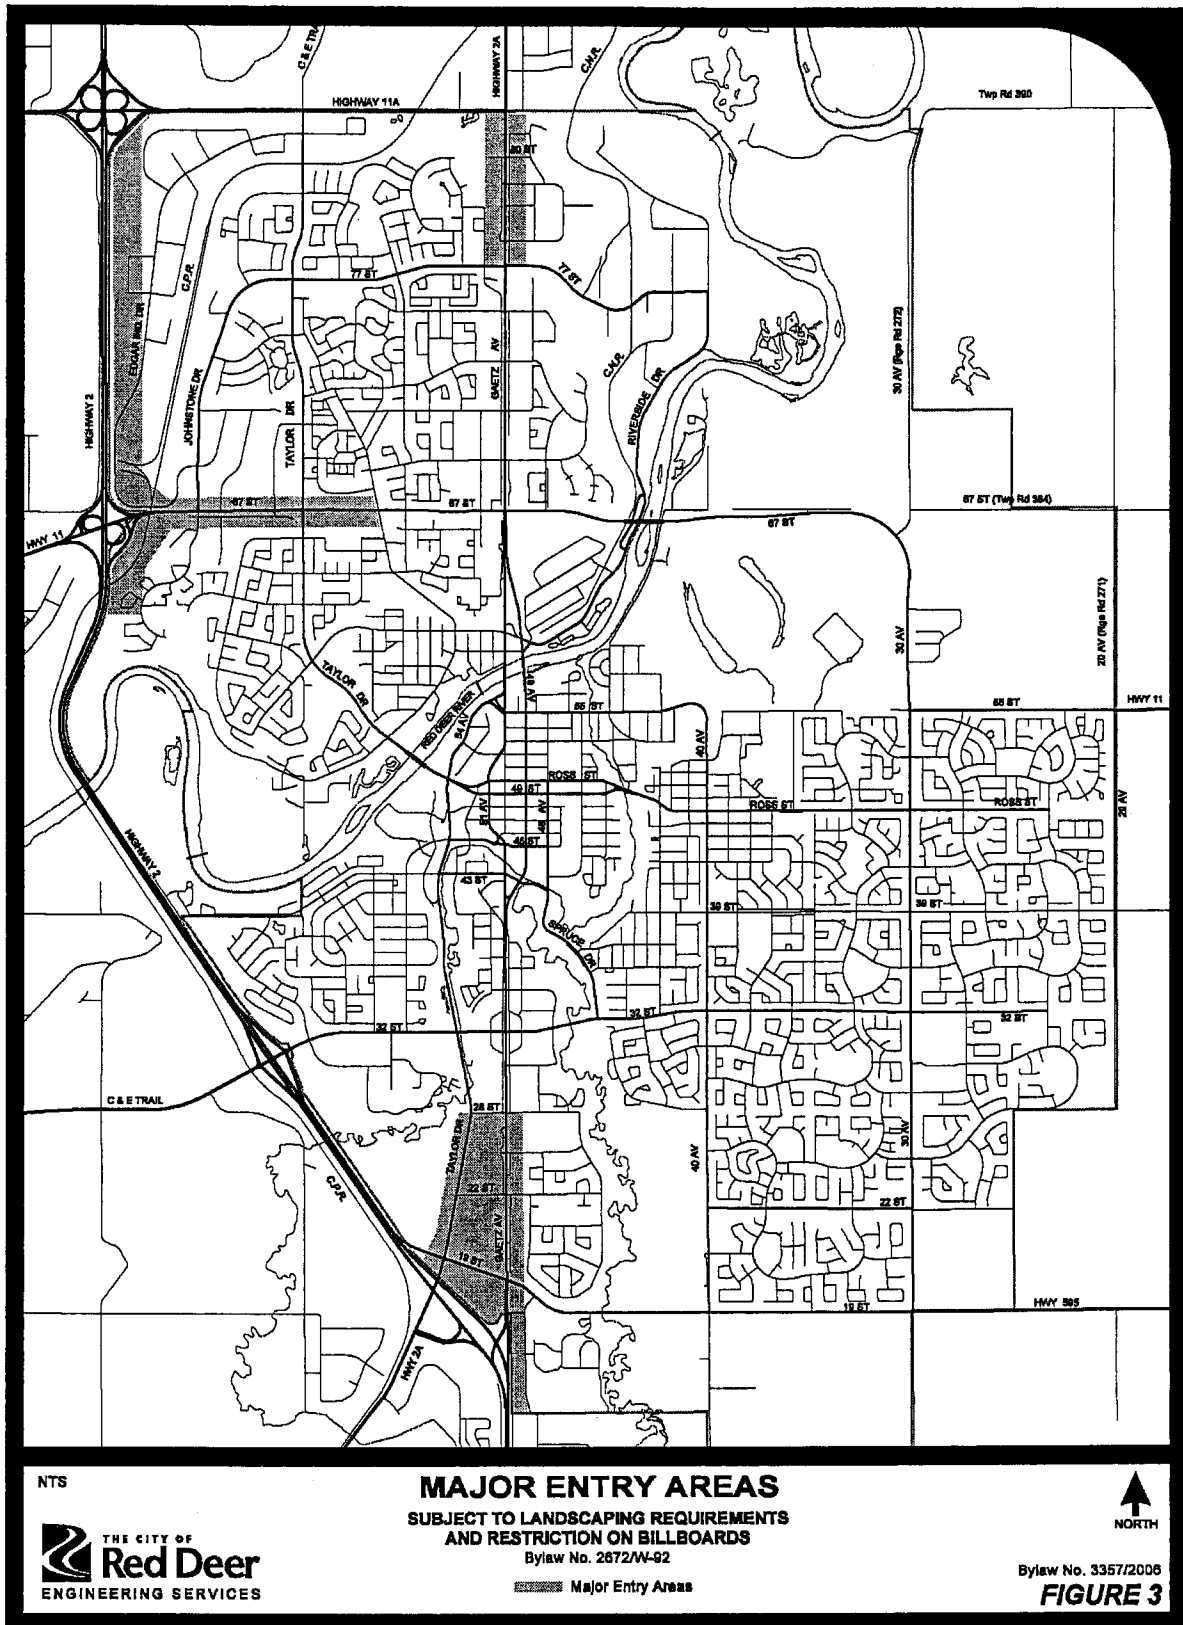 C & E TRA
HIGHWAY 2A
C.N.R.
HIGHWAY 11A
Twp Rd 390
80 ST
C.P.R.
77 ST
77 ST
EDGAR IND. DR
30 AV (Rge Rd 272)
GAETZ AV
C.N.R.
JOHNSTONE DR
RIVERSIDE DR
HIGHWAY 2
TAYLOR DR
67 ST
67 ST
67 ST (Twp Rd 384)
67 ST
HWY 11
20 AV (Rge Rd 271)
30 AV
TAYLOR DR
49 AV
HWY 11
RED DEER RIVER
54 AV
55 ST
55 ST
40 AV
ROSS ST
49 ST
ROSS ST
ROSS ST
20 AV
51 AV
48 AV
45 ST
HIGHWAY 2
43 ST
39 ST
39 ST
SPRUCE DR
32 ST
32 ST
32 ST
C & E TRAIL
28 ST
TAYLOR DR
30 AV
40 AV
C.P.R.
22 ST
22 ST
GAETZ AV
19 ST
19 ST
HWY 595
HWY 2A
NTS
MAJOR ENTRY AREAS
SUBJECT TO LANDSCAPING REQUIREMENTS
AND RESTRICTION ON BILLBOARDS
Bylaw No. 2672/W-92
Major Entry Areas
THE CITY OF
Red Deer
ENGINEERING SERVICES
NORTH
Bylaw No. 3357/2006
FIGURE 3